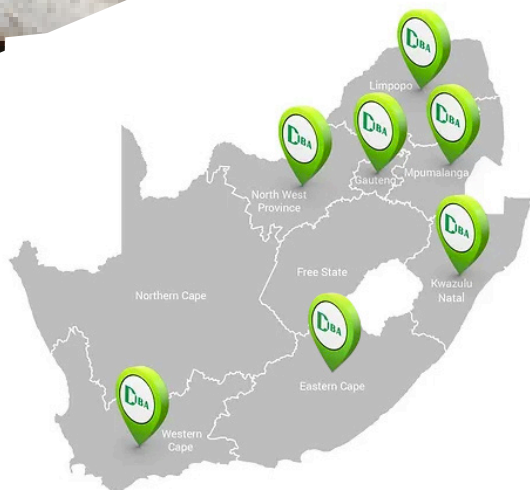 DBA
Limpopo
DBA
DBA
DBA
North West
Province
Gauteng
Mpumalanga
DBA
Free State
Kwazulu
Natal
Northern Cape
DBA
Eastern Cape
DBA
Western
Cape